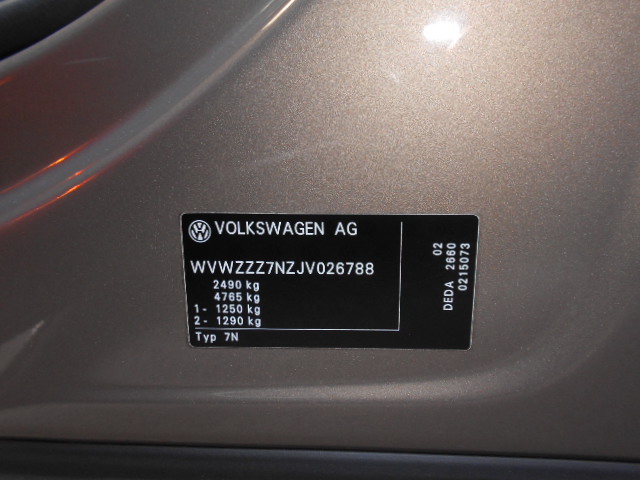 VOLKSWAGEN AG
WVWZZZ7NZJV026788
2490 kg
4765 kg
1- 1250 kg
2- 1290 kg
Typ 7N
02
DEDA 2660
0215073